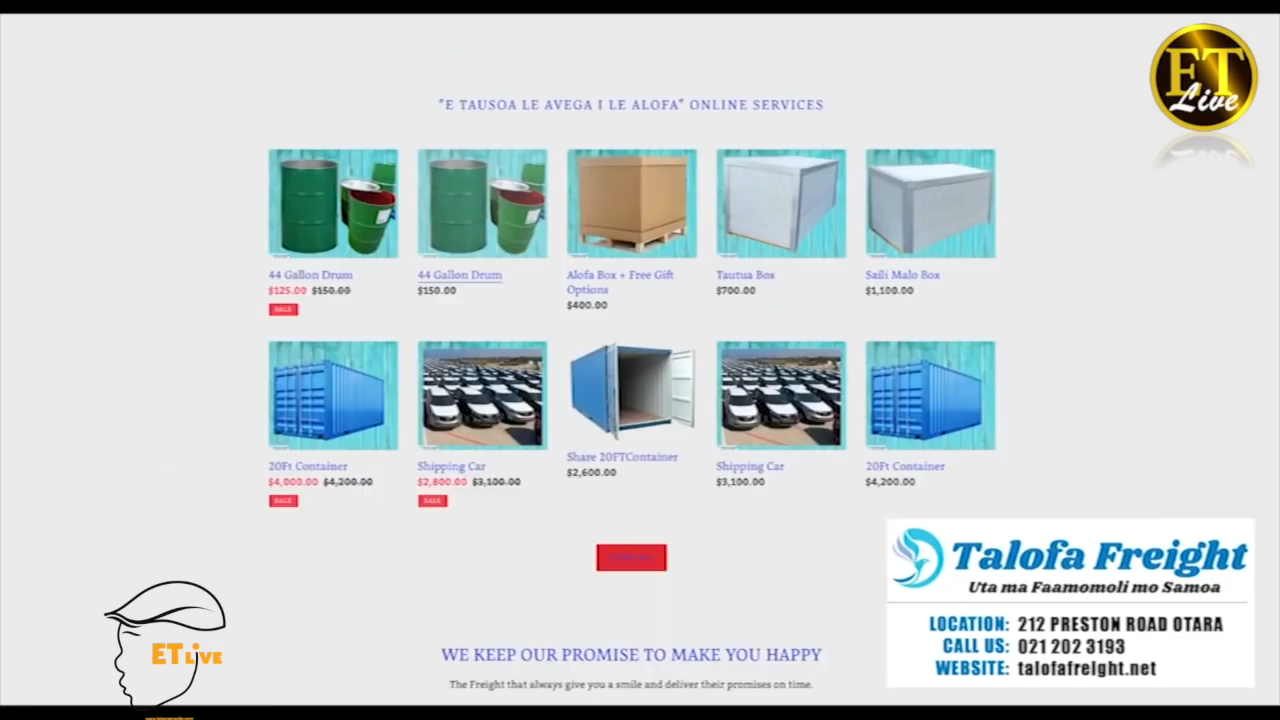 ET
Live
"E TAUSOA LE AVEGA I LE ALOFA" ONLINE SERVICES
44 Gallon Drum
$125.00 $150.00
SALE
44 Gallon Drum
$150.00
Alofa Box + Free Gift
Options
$400.00
Tautua Box
$700.00
Saili Malo Box
$1,100.00
20Ft Container
$4,000.00 $4,200.00
SALE
Shipping Car
$2,800.00 $3,100.00
SALE
Share 20FTContainer
$2,600.00
Shipping Car
$3,100.00
20Ft Container
$4,200.00
Talofa Freight
Uta ma Faamomoli mo Samoa
LOCATION: 212 PRESTON ROAD OTARA
CALL US: 021 202 3193
WEBSITE: talofafreight.net
ET LIVE
WE KEEP OUR PROMISE TO MAKE YOU HAPPY
The Freight that always give you a smile and deliver their promises on time.